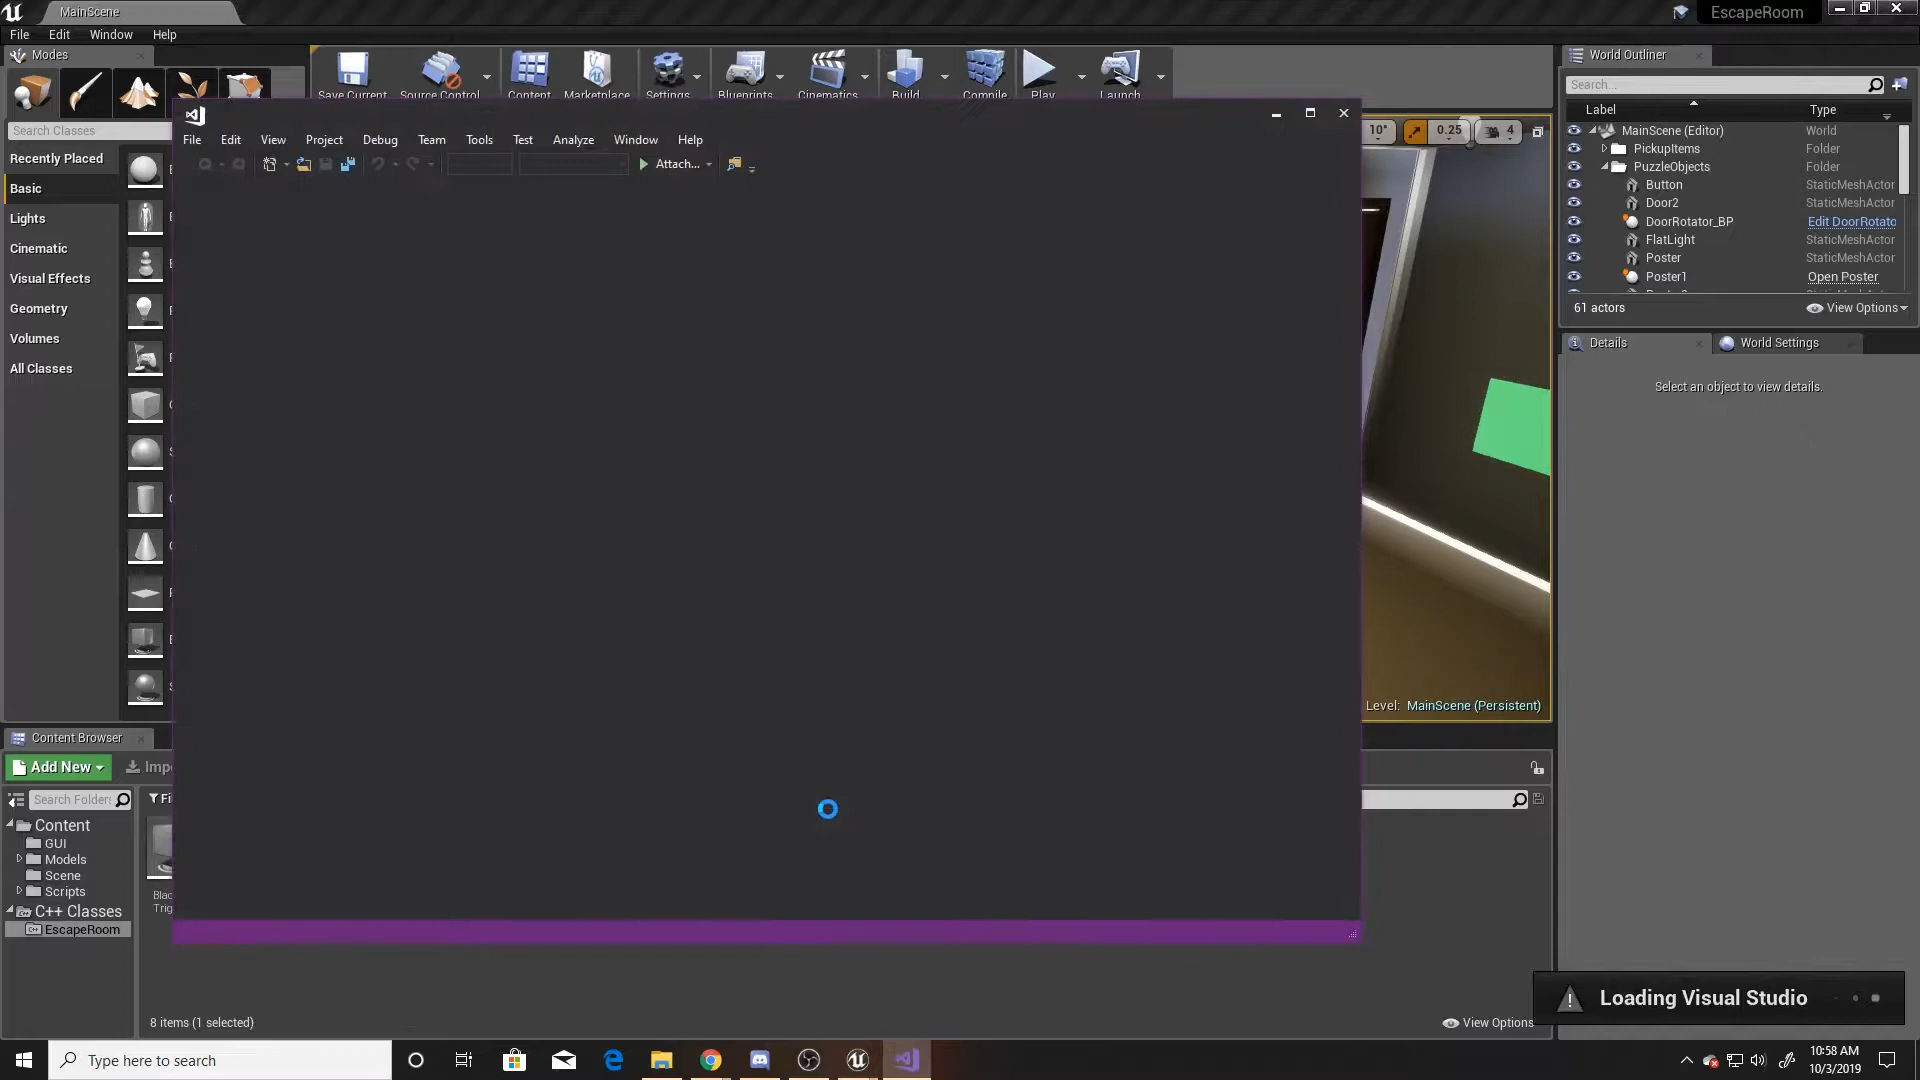 MainScene
EscapeRoom
File Edit Window Help
Modes
Save Current Source Control Content Marketplace Settings Blueprints Cinematics Build Compile Play Launch
Search Classes
Recently Placed
Basic
Lights
Cinematic
Visual Effects
Geometry
Volumes
All Classes
File Edit View Project Debug Team Tools Test Analyze Window Help
Attach...
10° 0.25 4
Level: MainScene (Persistent)
World Outliner
Search...
Label Type
MainScene (Editor) World
PickupItems Folder
PuzzleObjects Folder
Button StaticMeshActor
Door2 StaticMeshActor
DoorRotator_BP Edit DoorRotato
FlatLight StaticMeshActor
Poster StaticMeshActor
Poster1 Open Poster
61 actors View Options
Details World Settings
Select an object to view details.
Content Browser
Add New Impo
Search Folders Fi
Content
GUI
Models
Scene
Scripts
C++ Classes
EscapeRoom
Blac
Trig
8 items (1 selected) View Options
Loading Visual Studio
Type here to search
10:58 AM
10/3/2019